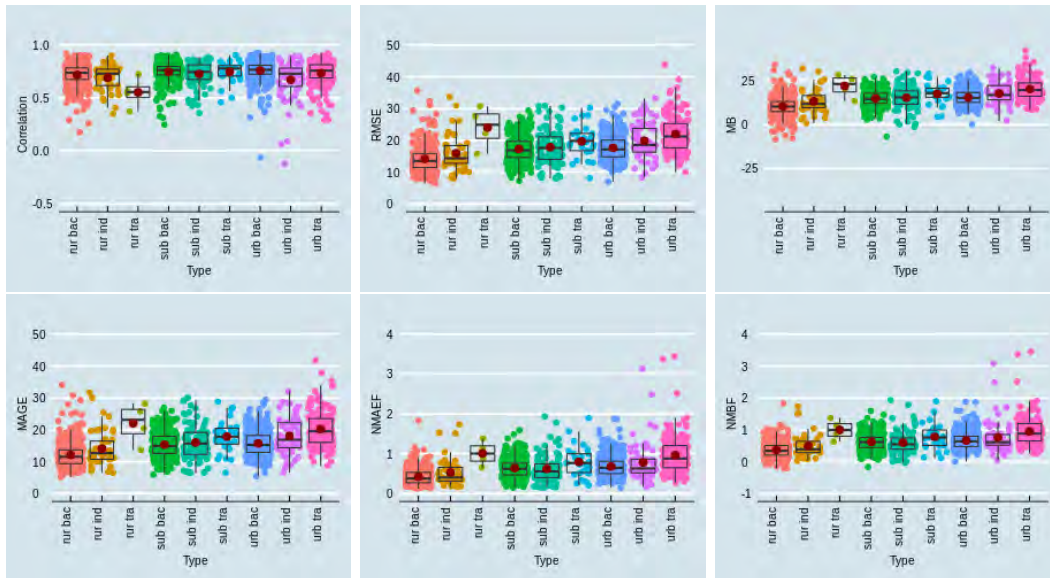 1.0
0.5
0.0
-0.5
Correlation
rur bac
rur ind
rur tra
sub bac
sub ind
sub tra
urb bac
urb ind
urb tra
Type
50
40
30
20
10
0
RMSE
rur bac
rur ind
rur tra
sub bac
sub ind
sub tra
urb bac
urb ind
urb tra
Type
25
0
-25
MB
rur bac
rur ind
rur tra
sub bac
sub ind
sub tra
urb bac
urb ind
urb tra
Type
50
40
30
20
10
0
MAGE
rur bac
rur ind
rur tra
sub bac
sub ind
sub tra
urb bac
urb ind
urb tra
Type
4
3
2
1
0
NMAEF
rur bac
rur ind
rur tra
sub bac
sub ind
sub tra
urb bac
urb ind
urb tra
Type
4
3
2
1
0
-1
NMBF
rur bac
rur ind
rur tra
sub bac
sub ind
sub tra
urb bac
urb ind
urb tra
Type